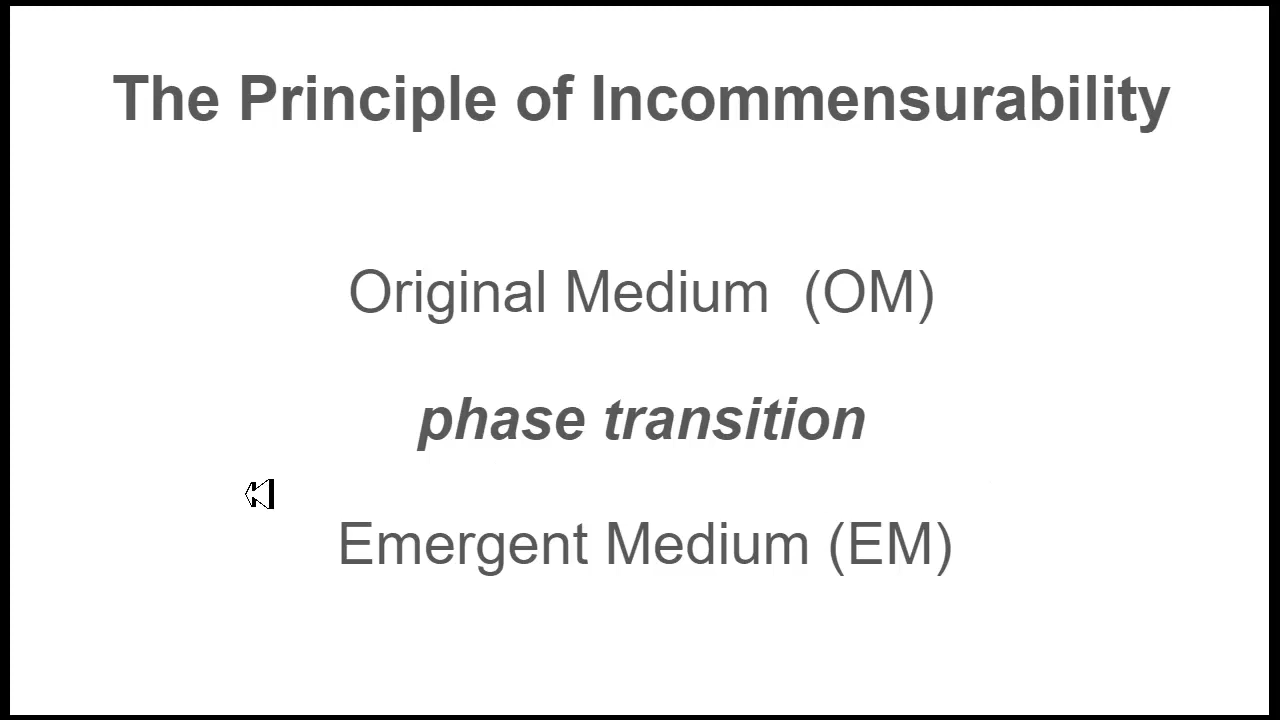 The Principle of Incommensurability
Original Medium  (OM)
phase transition
Emergent Medium (EM)